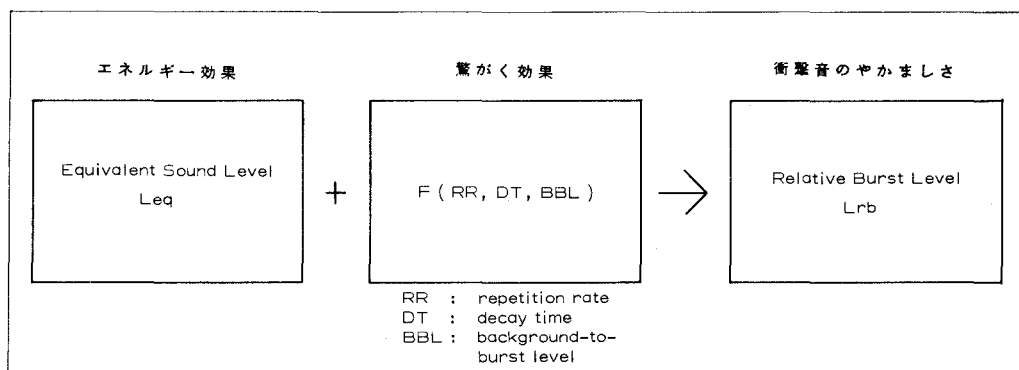 エネルギー効果
驚がく効果
衝撃音のやかましさ
Equivalent Sound Level
Leq
+
F ( RR, DT, BBL )
Relative Burst Level
Lrb
RR : repetition rate
DT : decay time
BBL : background-to-
burst level